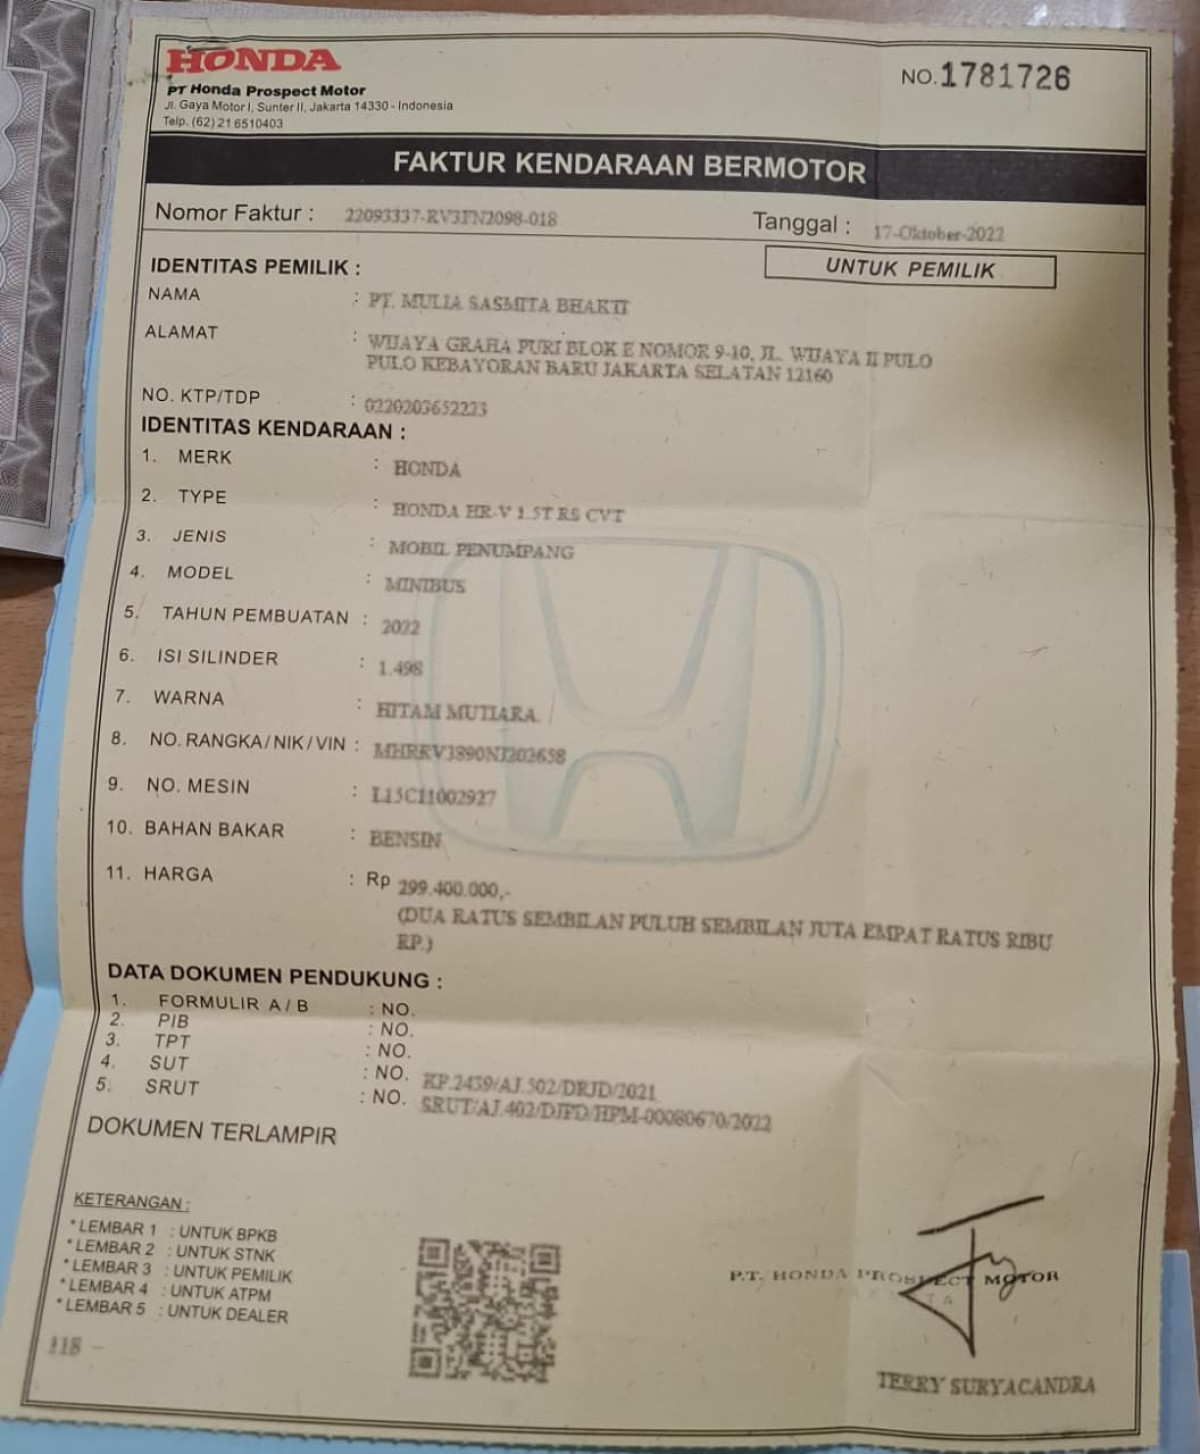 HONDA
PT Honda Prospect Motor
Jl. Gaya Motor I, Sunter II, Jakarta 14330 - Indonesia
Telp. (62) 21 6510403
NO. 1781726
FAKTUR KENDARAAN BERMOTOR
Nomor Faktur : 22093337-RV3FN2098-018
Tanggal : 17-Oktober-2022
UNTUK PEMILIK
IDENTITAS PEMILIK :
NAMA : PT. MULIA SASMITA BHAKTI
ALAMAT : WIJAYA GRAHA PURI BLOK E NOMOR 9-10, JL. WIJAYA II PULO
PULO KEBAYORAN BARU JAKARTA SELATAN 12160
NO. KTP/TDP : 0220203652223
IDENTITAS KENDARAAN :
1. MERK : HONDA
2. TYPE : HONDA HR-V 1.5T RS CVT
3. JENIS : MOBIL PENUMPANG
4. MODEL : MINIBUS
5. TAHUN PEMBUATAN : 2022
6. ISI SILINDER : 1.498
7. WARNA : HITAM MUTIARA.
8. NO. RANGKA / NIK / VIN : MHRRV3890NJ202658
9. NO. MESIN : L15C11002927
10. BAHAN BAKAR : BENSIN
11. HARGA : Rp 299.400.000,-
(DUA RATUS SEMBILAN PULUH SEMBILAN JUTA EMPAT RATUS RIBU
RP.)
DATA DOKUMEN PENDUKUNG :
1. FORMULIR A / B : NO.
2. PIB : NO.
3. TPT : NO.
4. SUT : NO. KP.2439/AJ.502/DRJD/2021
5. SRUT : NO. SRUT/AJ.402/DJPD/HPM-00080670/2022
DOKUMEN TERLAMPIR
KETERANGAN :
* LEMBAR 1 : UNTUK BPKB
* LEMBAR 2 : UNTUK STNK
* LEMBAR 3 : UNTUK PEMILIK
* LEMBAR 4 : UNTUK ATPM
* LEMBAR 5 : UNTUK DEALER
118 -
P.T. HONDA PROSPECT MOTOR
TERRY SURYACANDRA